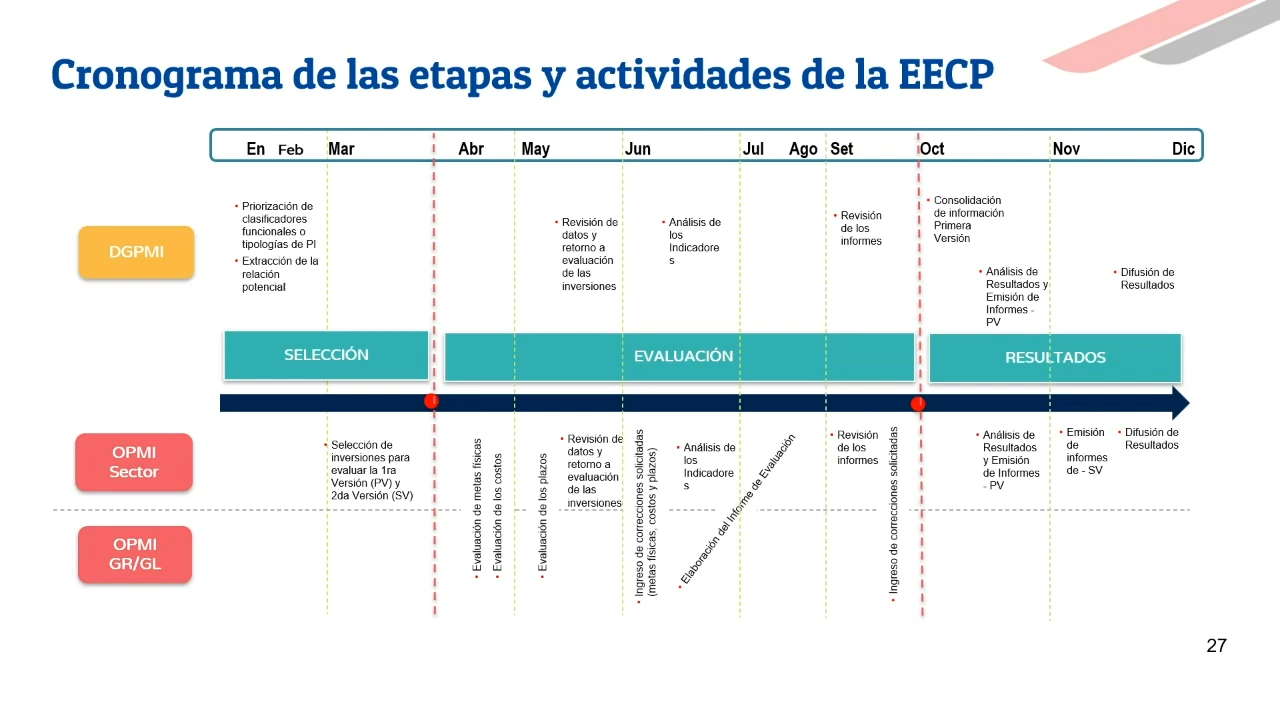 Cronograma de las etapas y actividades de la EECP
En Feb Mar Abr May Jun Jul Ago Set Oct Nov Dic
DGPMI
• Priorización de
clasificadores
funcionales o
tipologías de PI
• Extracción de la
relación
potencial
• Revisión de
datos y
retorno a
evaluación
de las
inversiones
• Análisis de
los
Indicadore
s
• Revisión
de los
informes
• Consolidación
de información
Primera
Versión
• Análisis de
Resultados y
Emisión de
Informes -
PV
• Difusión de
Resultados
SELECCIÓN
EVALUACIÓN
RESULTADOS
OPMI
Sector
OPMI
GR/GL
• Selección de
inversiones para
evaluar la 1ra
Versión (PV) y
2da Versión (SV)
• Evaluación de metas físicas
• Evaluación de los costos
• Evaluación de los plazos
• Revisión de
datos y
retorno a
evaluación
de las
inversiones
• Ingreso de correcciones solicitadas
(metas físicas, costos y plazos)
• Análisis de
los
Indicadore
s
• Elaboración del Informe de Evaluación
• Revisión
de los
informes
• Ingreso de correcciones solicitadas
• Análisis de
Resultados
y Emisión
de Informes
- PV
• Emisión
de
informes
de - SV
• Difusión de
Resultados
27